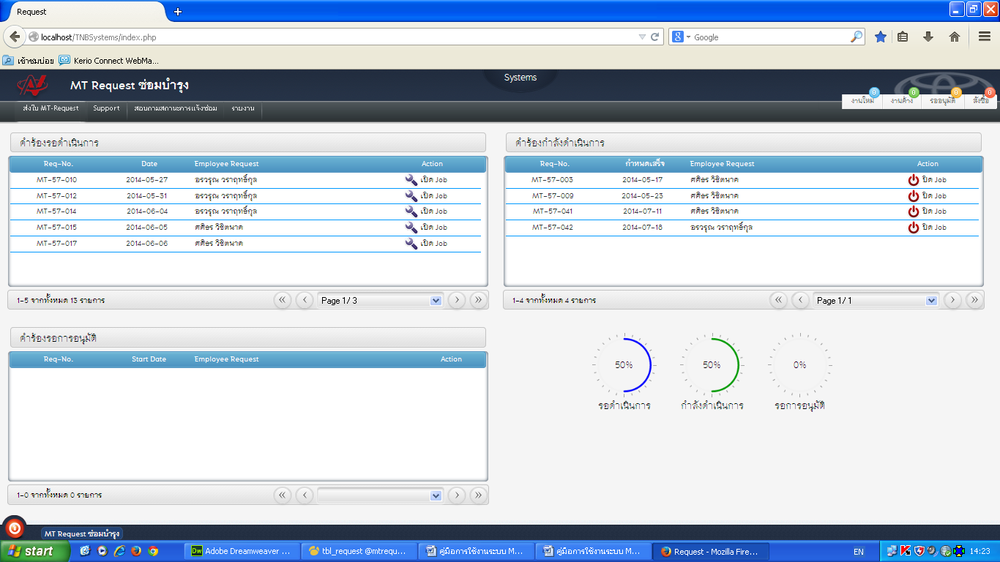 Request
localhost/TNBSystems/index.php
Google
เข้าชมบ่อย Kerio Connect WebMa...
MT Request ซ่อมบำรุง
Systems
0 0 0 0
งานใหม่ งานค้าง รออนุมัติ สั่งซื้อ
ส่งใบ MT-Request Support สอบถามสถานะการแจ้งซ่อม รายงาน
คำร้องรอดำเนินการ
Req-No. Date Employee Request Action
MT-57-010 2014-05-27 อรวรุณ วราฤทธิ์กุล เปิด Job
MT-57-012 2014-05-31 อรวรุณ วราฤทธิ์กุล เปิด Job
MT-57-014 2014-06-04 อรวรุณ วราฤทธิ์กุล เปิด Job
MT-57-015 2014-06-05 ศศิธร วิชิตนาค เปิด Job
MT-57-017 2014-06-06 ศศิธร วิชิตนาค เปิด Job
1-5 จากทั้งหมด 13 รายการ
Page 1/ 3
คำร้องกำลังดำเนินการ
Req-No. กำหนดเสร็จ Employee Request Action
MT-57-003 2014-05-17 ศศิธร วิชิตนาค ปิด Job
MT-57-009 2014-05-23 ศศิธร วิชิตนาค ปิด Job
MT-57-041 2014-07-11 ศศิธร วิชิตนาค ปิด Job
MT-57-042 2014-07-18 อรวรุณ วราฤทธิ์กุล ปิด Job
1-4 จากทั้งหมด 4 รายการ
Page 1/ 1
คำร้องรอการอนุมัติ
Req-No. Start Date Employee Request Action
1-0 จากทั้งหมด 0 รายการ
50% 50% 0%
รอดำเนินการ กำลังดำเนินการ รอการอนุมัติ
MT Request ซ่อมบำรุง
start
Adobe Dreamweaver ...
tbl_request @mtrequ...
คู่มือการใช้งานระบบ M...
คู่มือการใช้งานระบบ M...
Request - Mozilla Fire...
EN
14:23